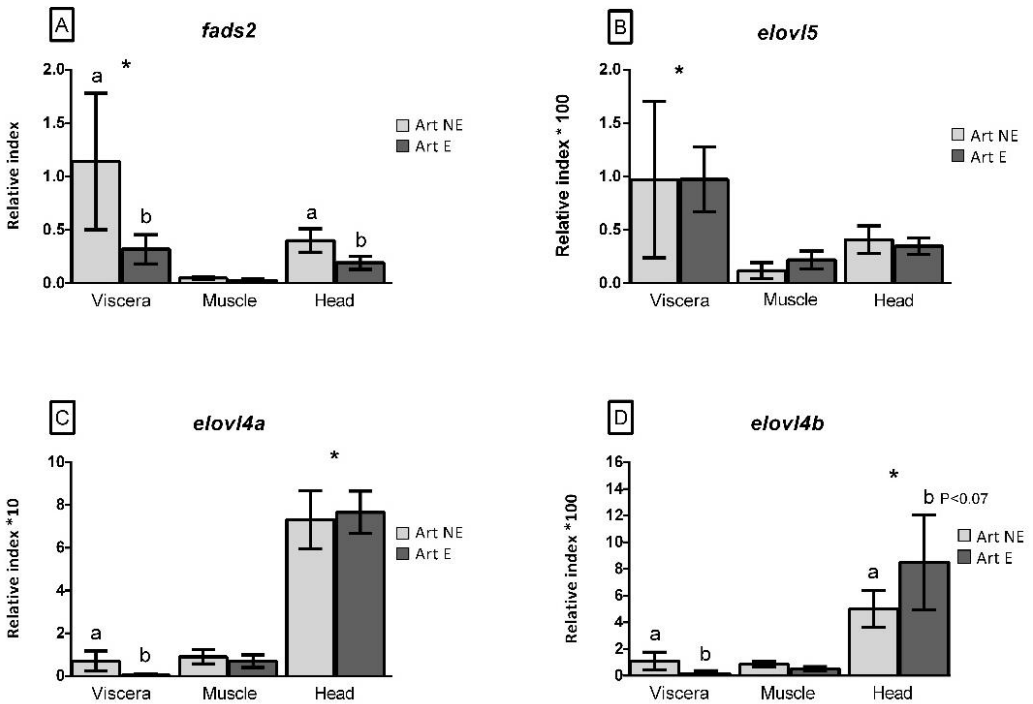 A
fads2
Relative index
2.0
1.5
1.0
0.5
0.0
a
*
b
a
b
Viscera Muscle Head
Art NE
Art E
B
elovl5
Relative index * 100
2.0
1.5
1.0
0.5
0.0
*
Viscera Muscle Head
Art NE
Art E
C
elovl4a
Relative index *10
10
8
6
4
2
0
a
b
*
Viscera Muscle Head
Art NE
Art E
D
elovl4b
Relative index *100
16
14
12
10
8
6
4
2
0
a
b
*
a
b P<0.07
Viscera Muscle Head
Art NE
Art E